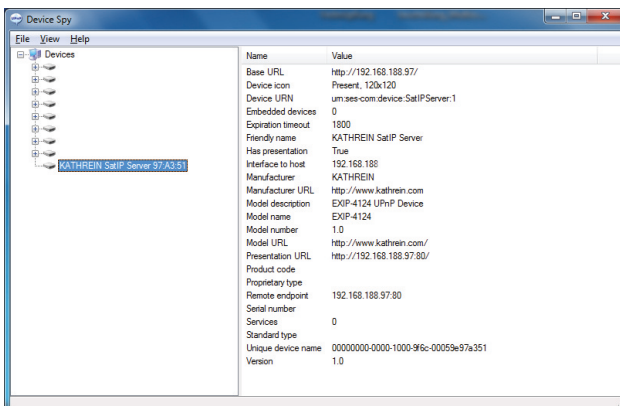 Device Spy
File View Help
Devices
KATHREIN SatIP Server 97:A3:51
Name Value
Base URL http://192.168.188.97/
Device icon Present, 120x120
Device URN urn:ses-com:device:SatIPServer:1
Embedded devices 0
Expiration timeout 1800
Friendly name KATHREIN SatIP Server
Has presentation True
Interface to host 192.168.188
Manufacturer KATHREIN
Manufacturer URL http://www.kathrein.com
Model description EXIP-4124 UPnP Device
Model name EXIP-4124
Model number 1.0
Model URL http://www.kathrein.com/
Presentation URL http://192.168.188.97:80/
Product code
Proprietary type
Remote endpoint 192.168.188.97:80
Serial number
Services 0
Standard type
Unique device name 00000000-0000-1000-9f6c-00059e97a351
Version 1.0